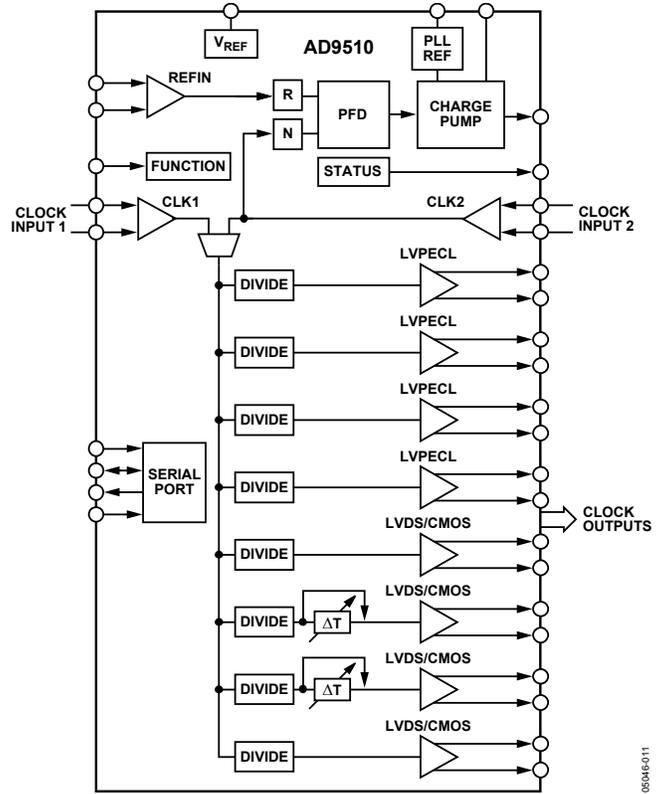 VREF
AD9510
PLL
REF
REFIN
R
PFD
CHARGE
PUMP
N
FUNCTION
STATUS
CLOCK
INPUT 1
CLK1
CLK2
CLOCK
INPUT 2
LVPECL
DIVIDE
LVPECL
DIVIDE
LVPECL
DIVIDE
LVPECL
DIVIDE
SERIAL
PORT
CLOCK
OUTPUTS
LVDS/CMOS
DIVIDE
LVDS/CMOS
DIVIDE
ΔT
LVDS/CMOS
DIVIDE
ΔT
LVDS/CMOS
DIVIDE
05046-011